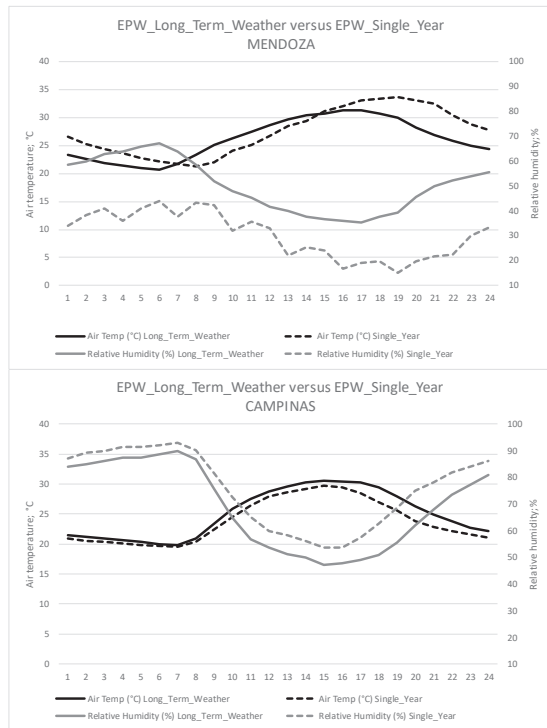 EPW_Long_Term_Weather versus EPW_Single_Year
MENDOZA
40
35
30
25
20
15
10
5
0
Air temperature; °C
100
90
80
70
60
50
40
30
20
10
Relative humidity; %
1 2 3 4 5 6 7 8 9 10 11 12 13 14 15 16 17 18 19 20 21 22 23 24
Air Temp (°C) Long_Term_Weather Air Temp (°C) Single_Year
Relative Humidity (%) Long_Term_Weather Relative Humidity (%) Single_Year
EPW_Long_Term_Weather versus EPW_Single_Year
CAMPINAS
40
35
30
25
20
15
10
5
0
Air temperature; °C
100
90
80
70
60
50
40
30
20
10
Relative humidity; %
1 2 3 4 5 6 7 8 9 10 11 12 13 14 15 16 17 18 19 20 21 22 23 24
Air Temp (°C) Long_Term_Weather Air Temp (°C) Single_Year
Relative Humidity (%) Long_Term_Weather Relative Humidity (%) Single_Year